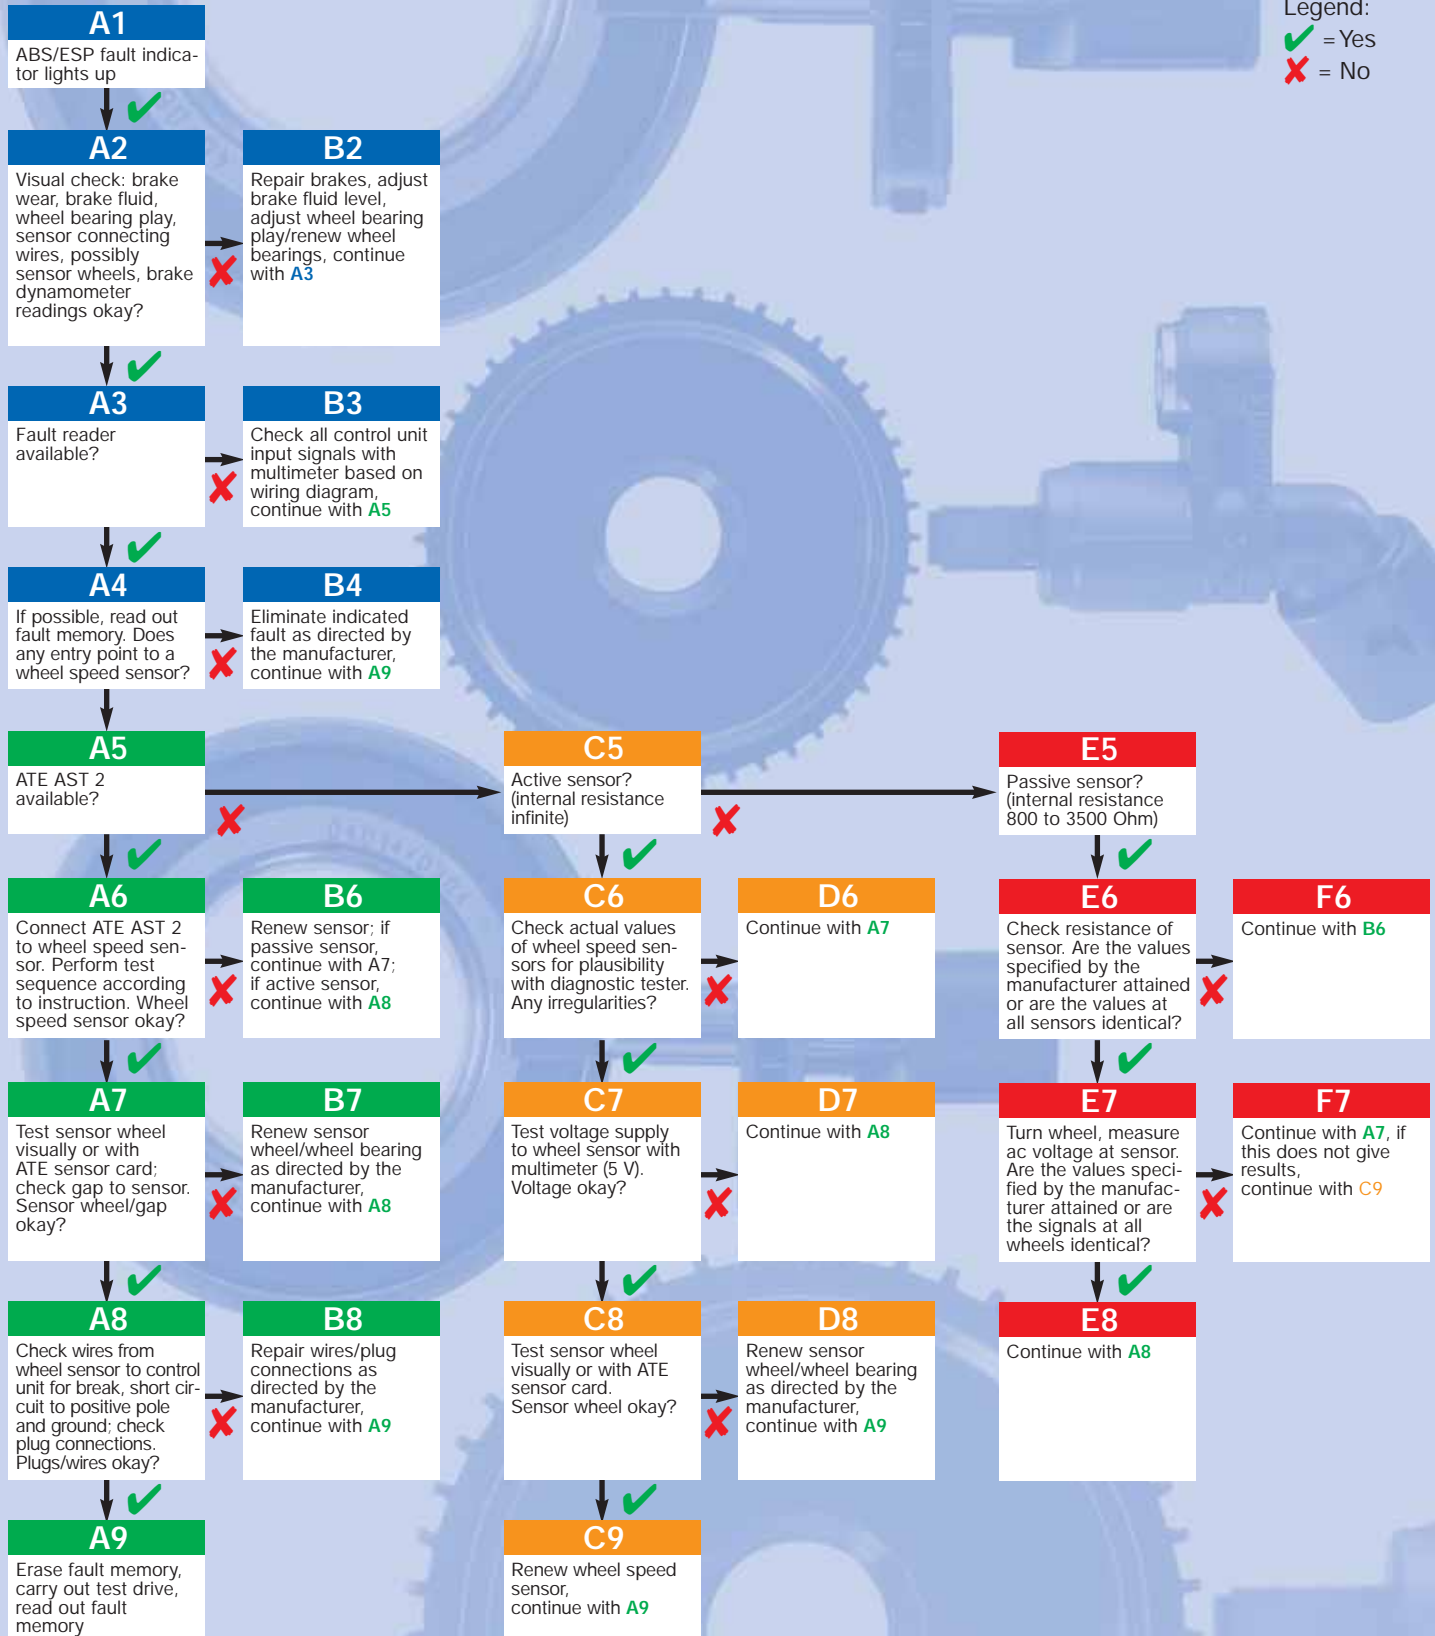 Legend:
✔ = Yes
✘ = No
A1
ABS/ESP fault indica-
tor lights up
A2
Visual check: brake
wear, brake fluid,
wheel bearing play,
sensor connecting
wires, possibly
sensor wheels, brake
dynamometer
readings okay?
B2
Repair brakes, adjust
brake fluid level,
adjust wheel bearing
play/renew wheel
bearings, continue
with A3
A3
Fault reader
available?
B3
Check all control unit
input signals with
multimeter based on
wiring diagram,
continue with A5
A4
If possible, read out
fault memory. Does
any entry point to a
wheel speed sensor?
B4
Eliminate indicated
fault as directed by
the manufacturer,
continue with A9
A5
ATE AST 2
available?
C5
Active sensor?
(internal resistance
infinite)
E5
Passive sensor?
(internal resistance
800 to 3500 Ohm)
A6
Connect ATE AST 2
to wheel speed sen-
sor. Perform test
sequence according
to instruction. Wheel
speed sensor okay?
B6
Renew sensor; if
passive sensor,
continue with A7;
if active sensor,
continue with A8
C6
Check actual values
of wheel speed sen-
sors for plausibility
with diagnostic tester.
Any irregularities?
D6
Continue with A7
E6
Check resistance of
sensor. Are the values
specified by the
manufacturer attained
or are the values at
all sensors identical?
F6
Continue with B6
A7
Test sensor wheel
visually or with
ATE sensor card;
check gap to sensor.
Sensor wheel/gap
okay?
B7
Renew sensor
wheel/wheel bearing
as directed by the
manufacturer,
continue with A8
C7
Test voltage supply
to wheel sensor with
multimeter (5 V).
Voltage okay?
D7
Continue with A8
E7
Turn wheel, measure
ac voltage at sensor.
Are the values speci-
fied by the manufac-
turer attained or are
the signals at all
wheels identical?
F7
Continue with A7, if
this does not give
results,
continue with C9
A8
Check wires from
wheel sensor to control
unit for break, short cir-
cuit to positive pole
and ground; check
plug connections.
Plugs/wires okay?
B8
Repair wires/plug
connections as
directed by the
manufacturer,
continue with A9
C8
Test sensor wheel
visually or with ATE
sensor card.
Sensor wheel okay?
D8
Renew sensor
wheel/wheel bearing
as directed by the
manufacturer,
continue with A9
E8
Continue with A8
A9
Erase fault memory,
carry out test drive,
read out fault
memory
C9
Renew wheel speed
sensor,
continue with A9